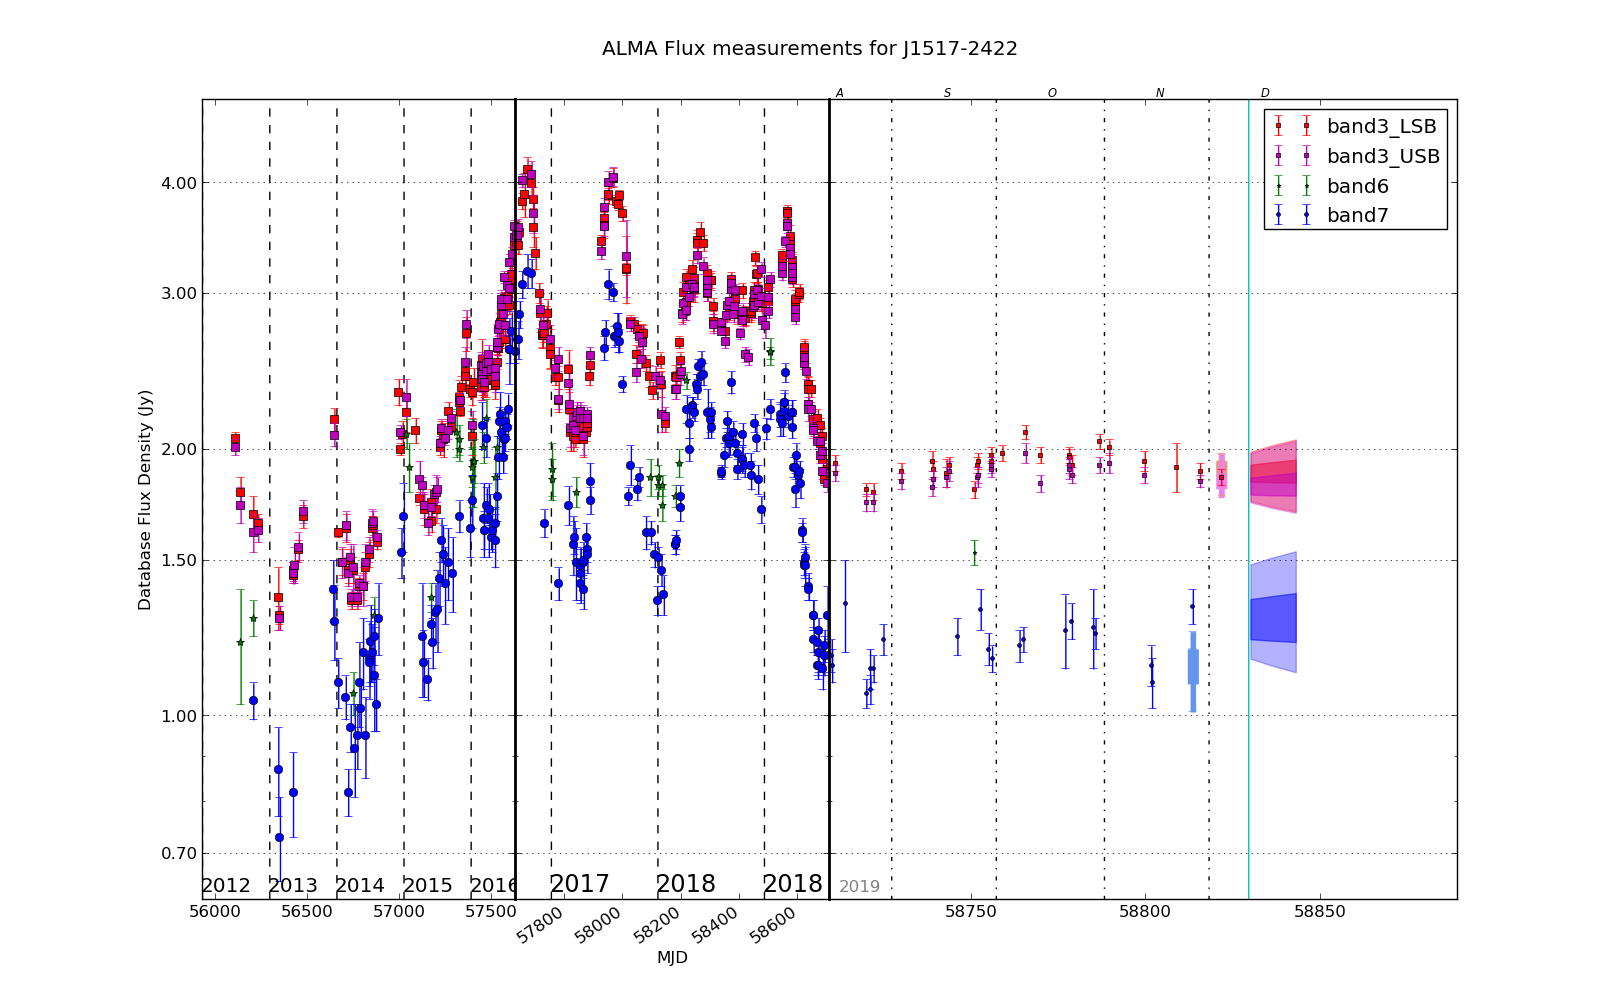 ALMA Flux measurements for J1517-2422
A S O N D
band3_LSB
band3_USB
band6
band7
4.00
3.00
2.00
1.50
1.00
0.70
Database Flux Density (Jy)
2012 2013 2014 2015 2016 2017 2018 2018 2019
56000 56500 57000 57500 57800 58000 58200 58400 58600 58750 58800 58850
MJD